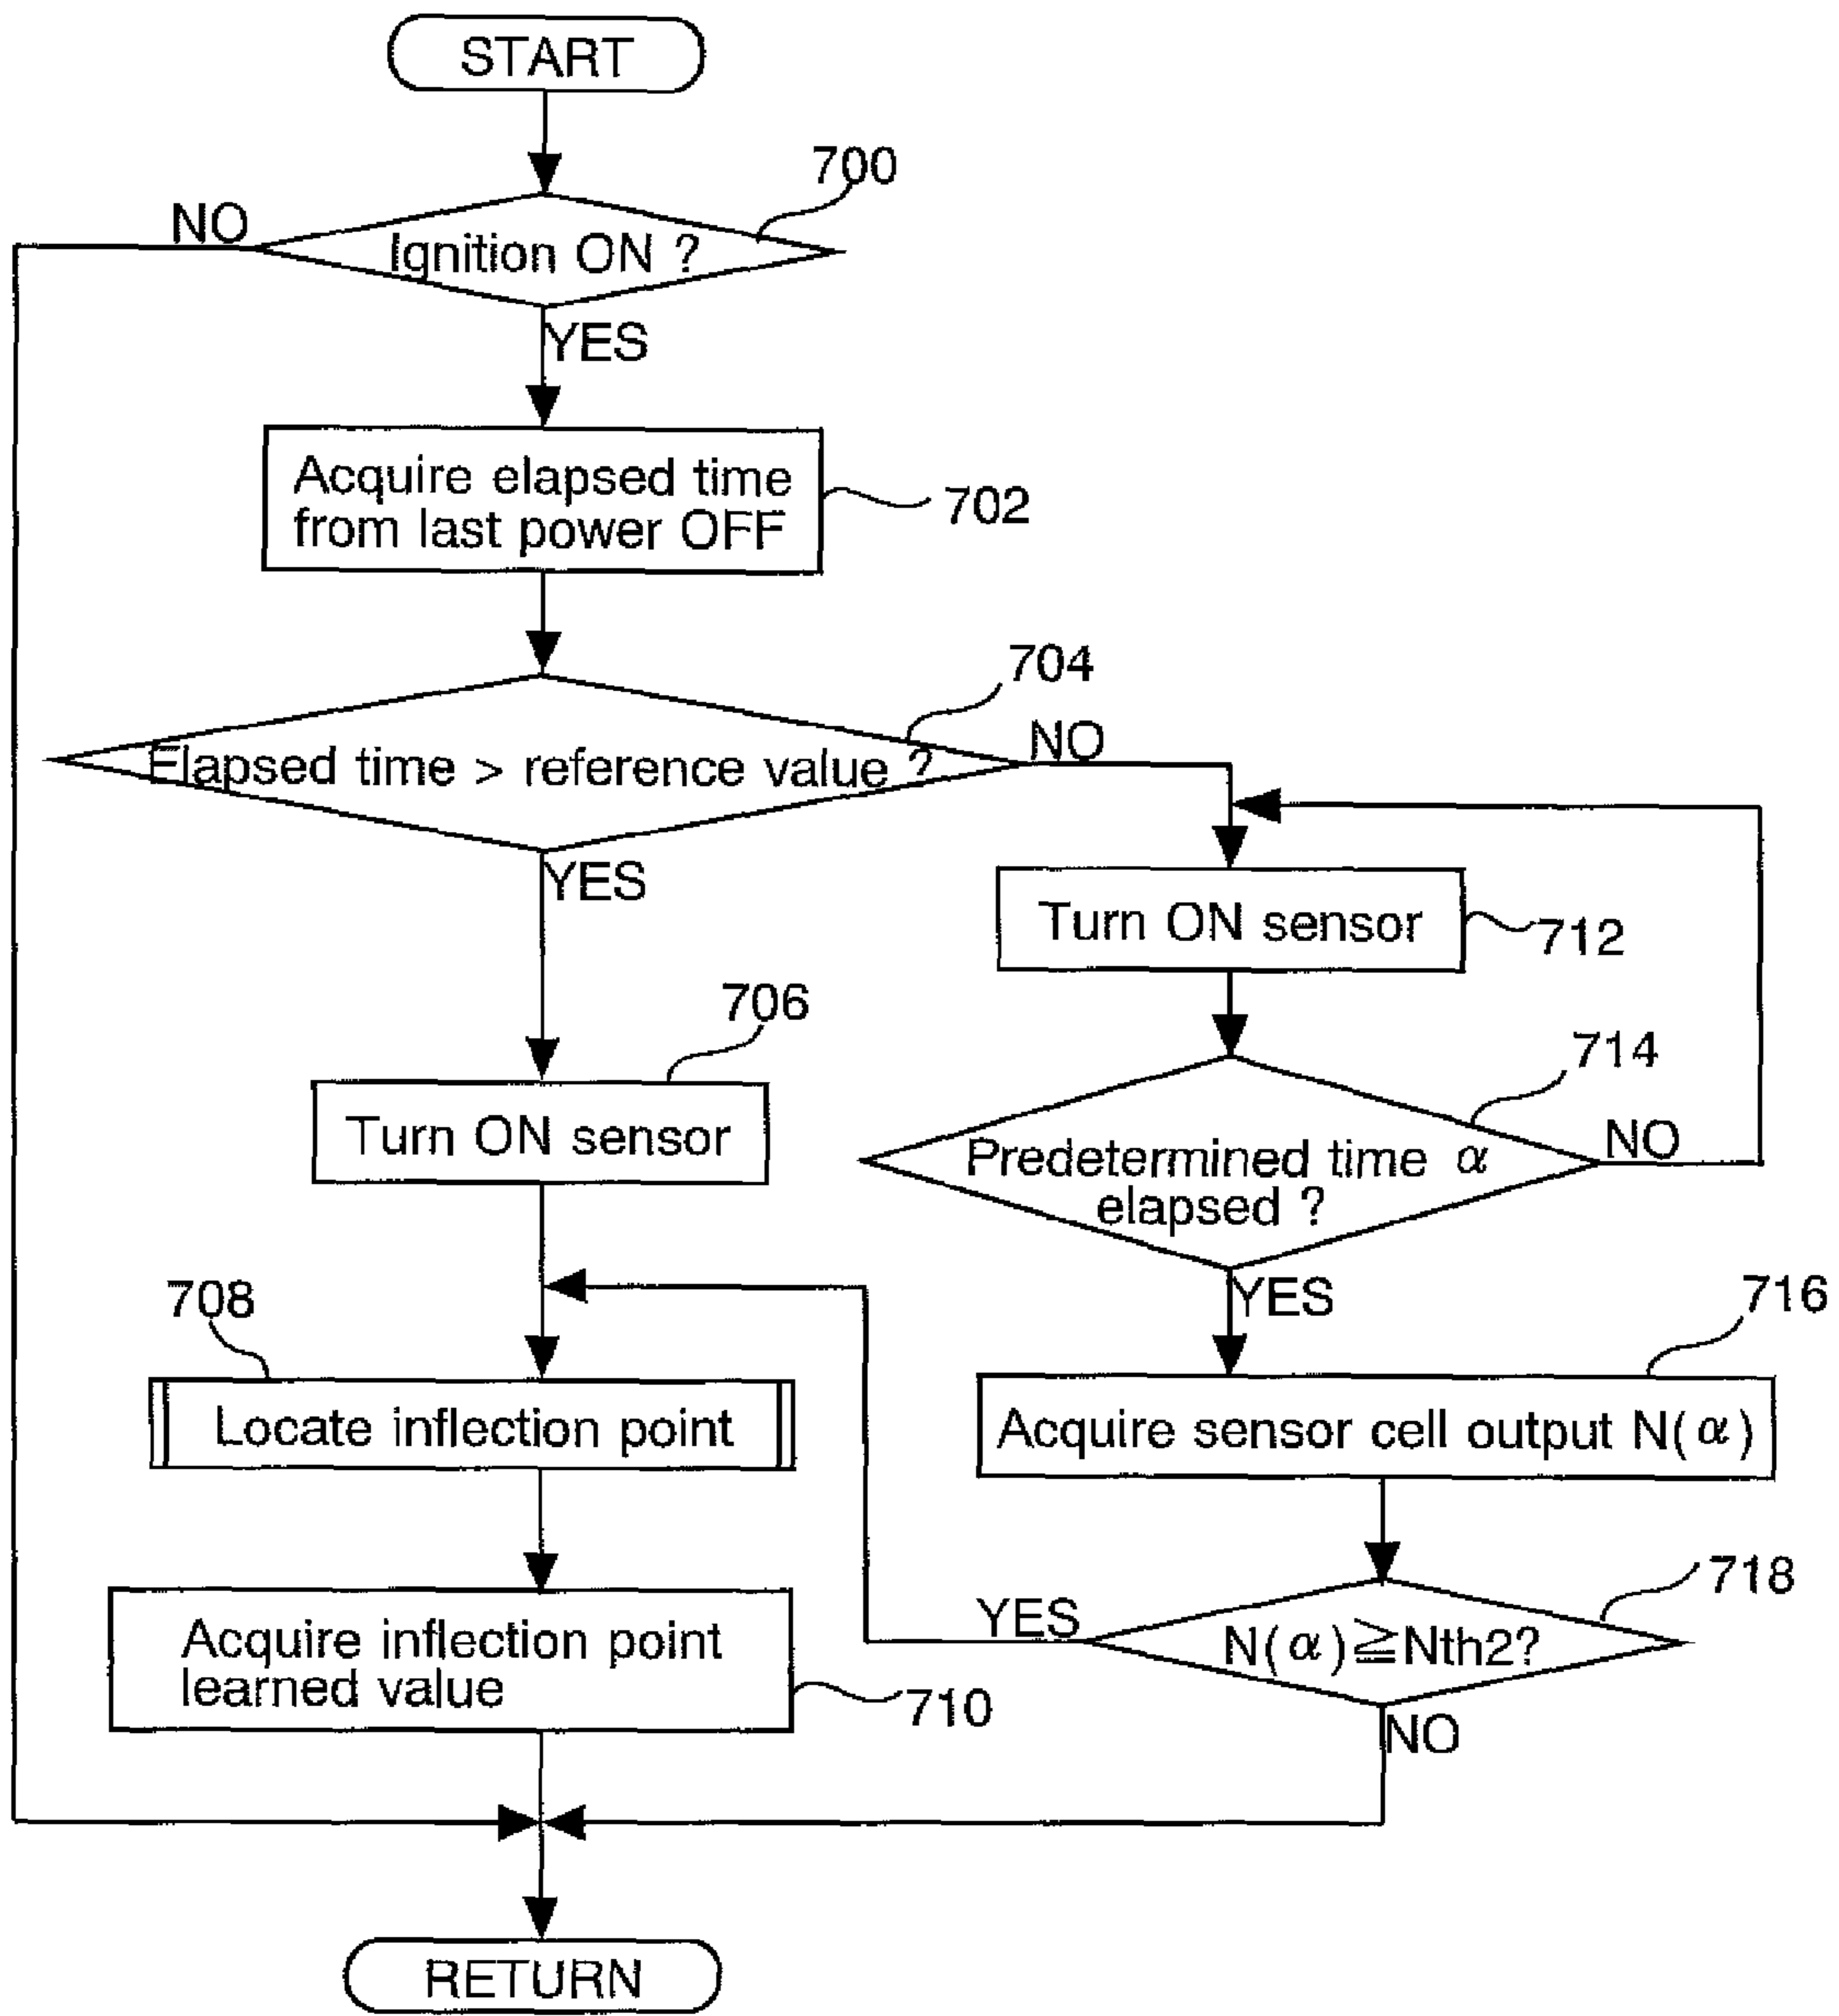 START
700
NO
Ignition ON ?
YES
Acquire elapsed time
from last power OFF
702
704
Elapsed time > reference value ?
NO
YES
Turn ON sensor
712
706
Turn ON sensor
714
Predetermined time α
elapsed ?
NO
YES
708
716
Locate inflection point
Acquire sensor cell output N(α)
718
YES
N(α)≧Nth2?
Acquire inflection point
learned value
710
NO
RETURN